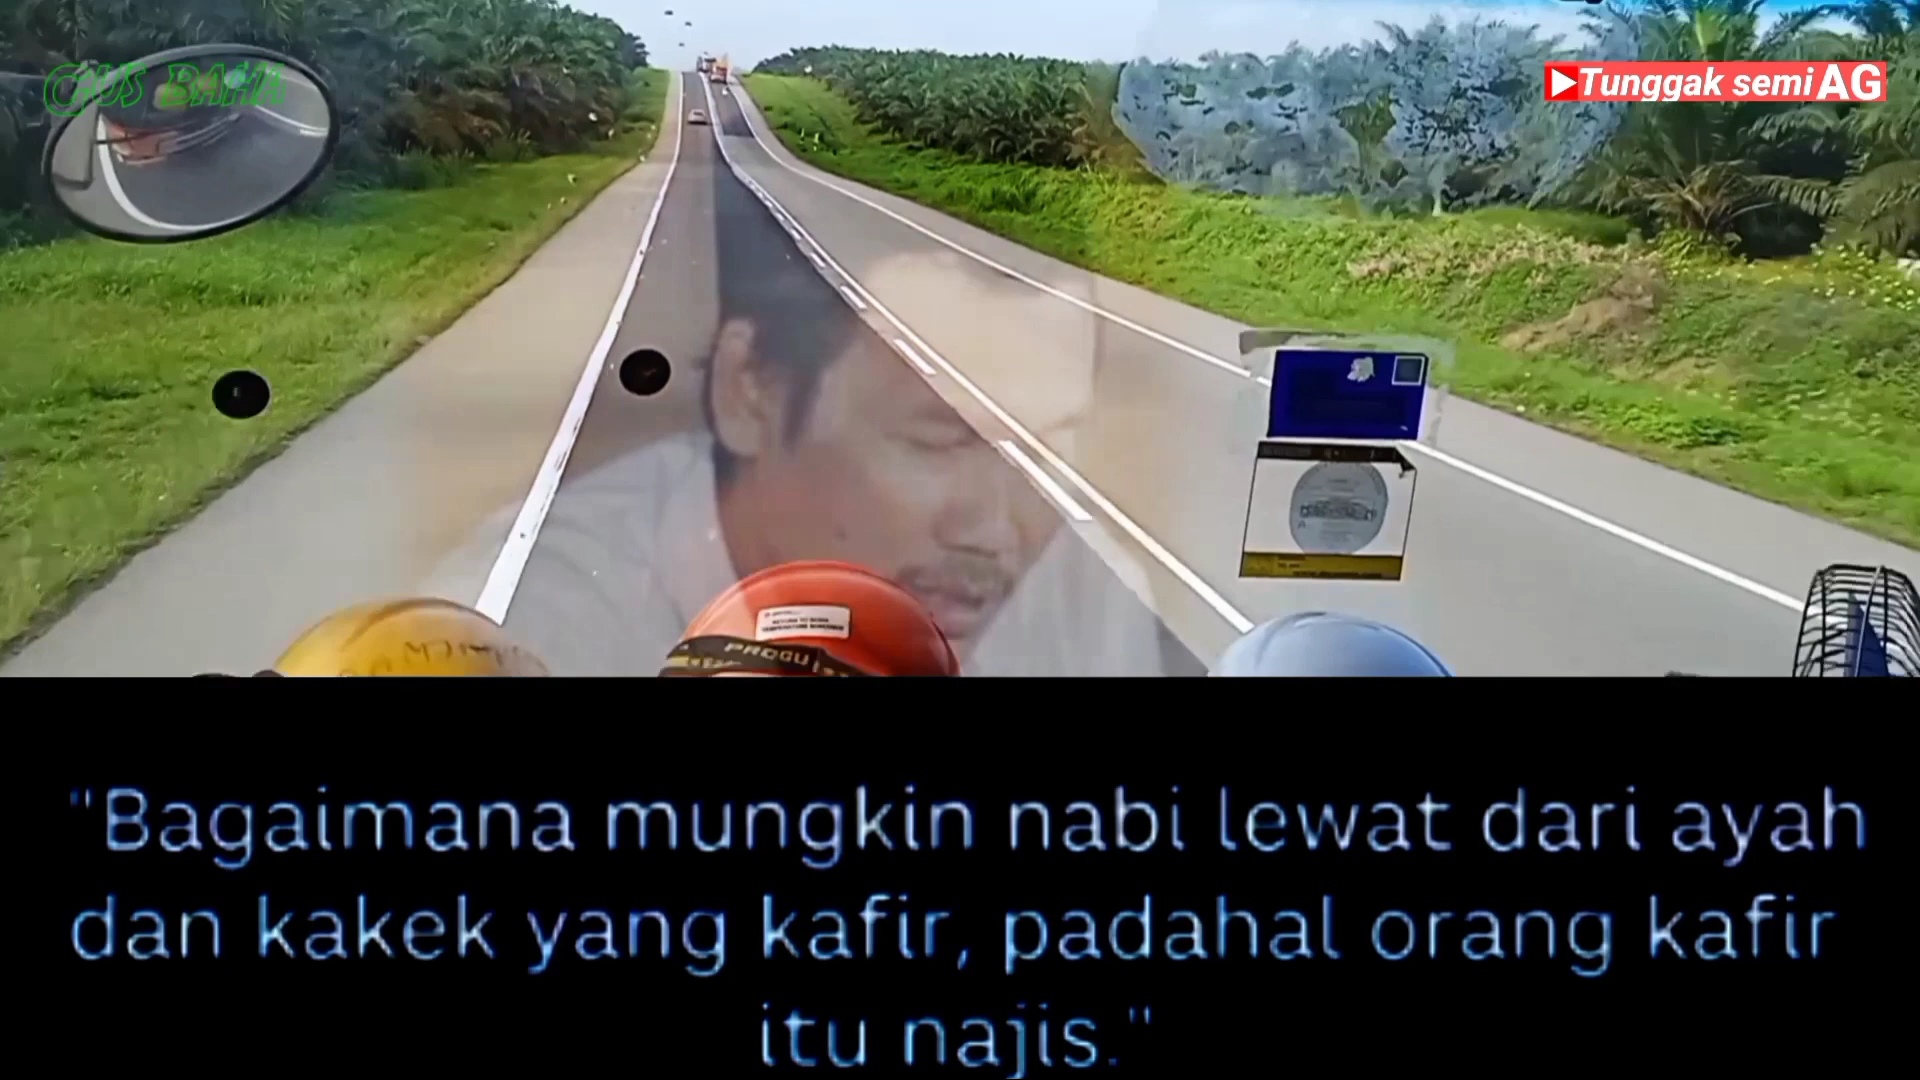 GUS BAHA
Tunggak semi AG
PROGU
"Bagaimana mungkin nabi lewat dari ayah
dan kakek yang kafir, padahal orang kafir
itu najis."